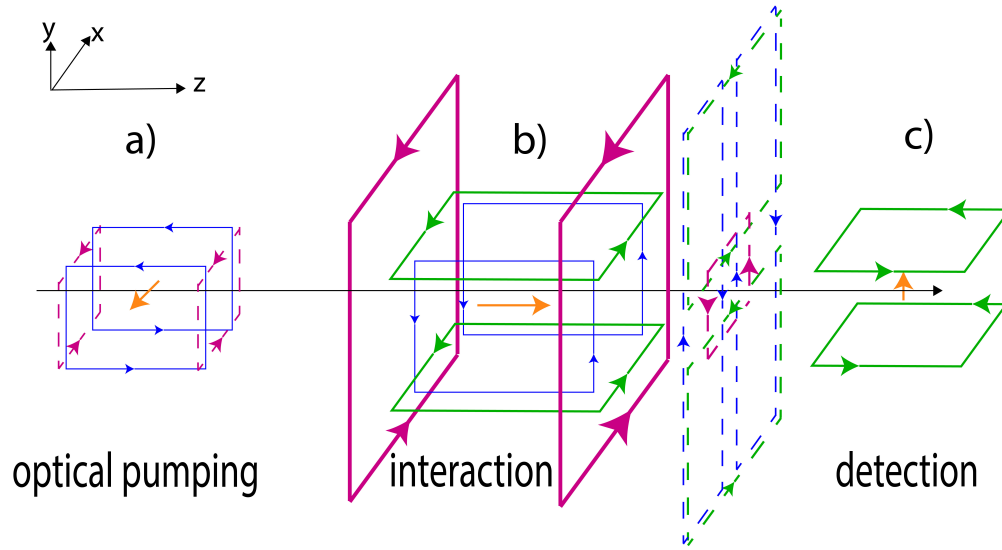 y
x
z
a)
b)
c)
optical pumping
interaction
detection